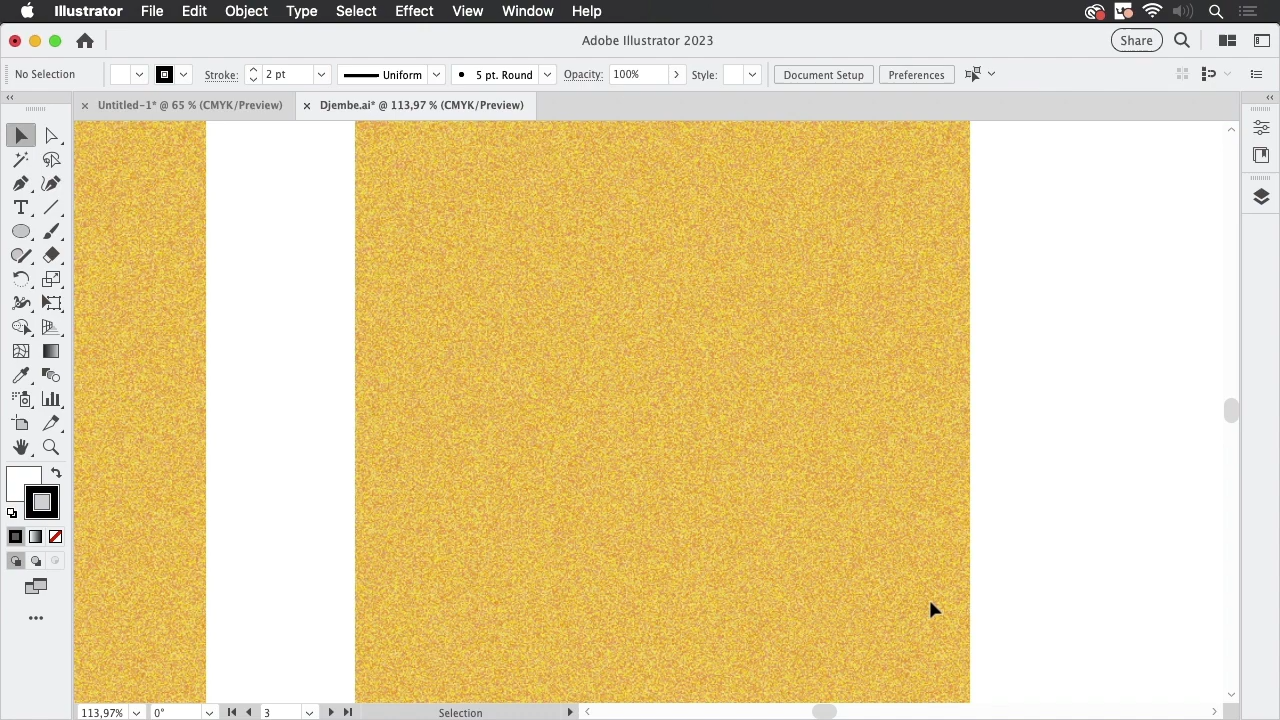 Illustrator File Edit Object Type Select Effect View Window Help
Adobe Illustrator 2023
Share
No Selection
Stroke:
2 pt
Uniform
5 pt. Round
Opacity:
100%
Style:
Document Setup
Preferences
Untitled-1* @ 65 % (CMYK/Preview)
Djembe.ai* @ 113,97 % (CMYK/Preview)
113,97%
0°
3
Selection